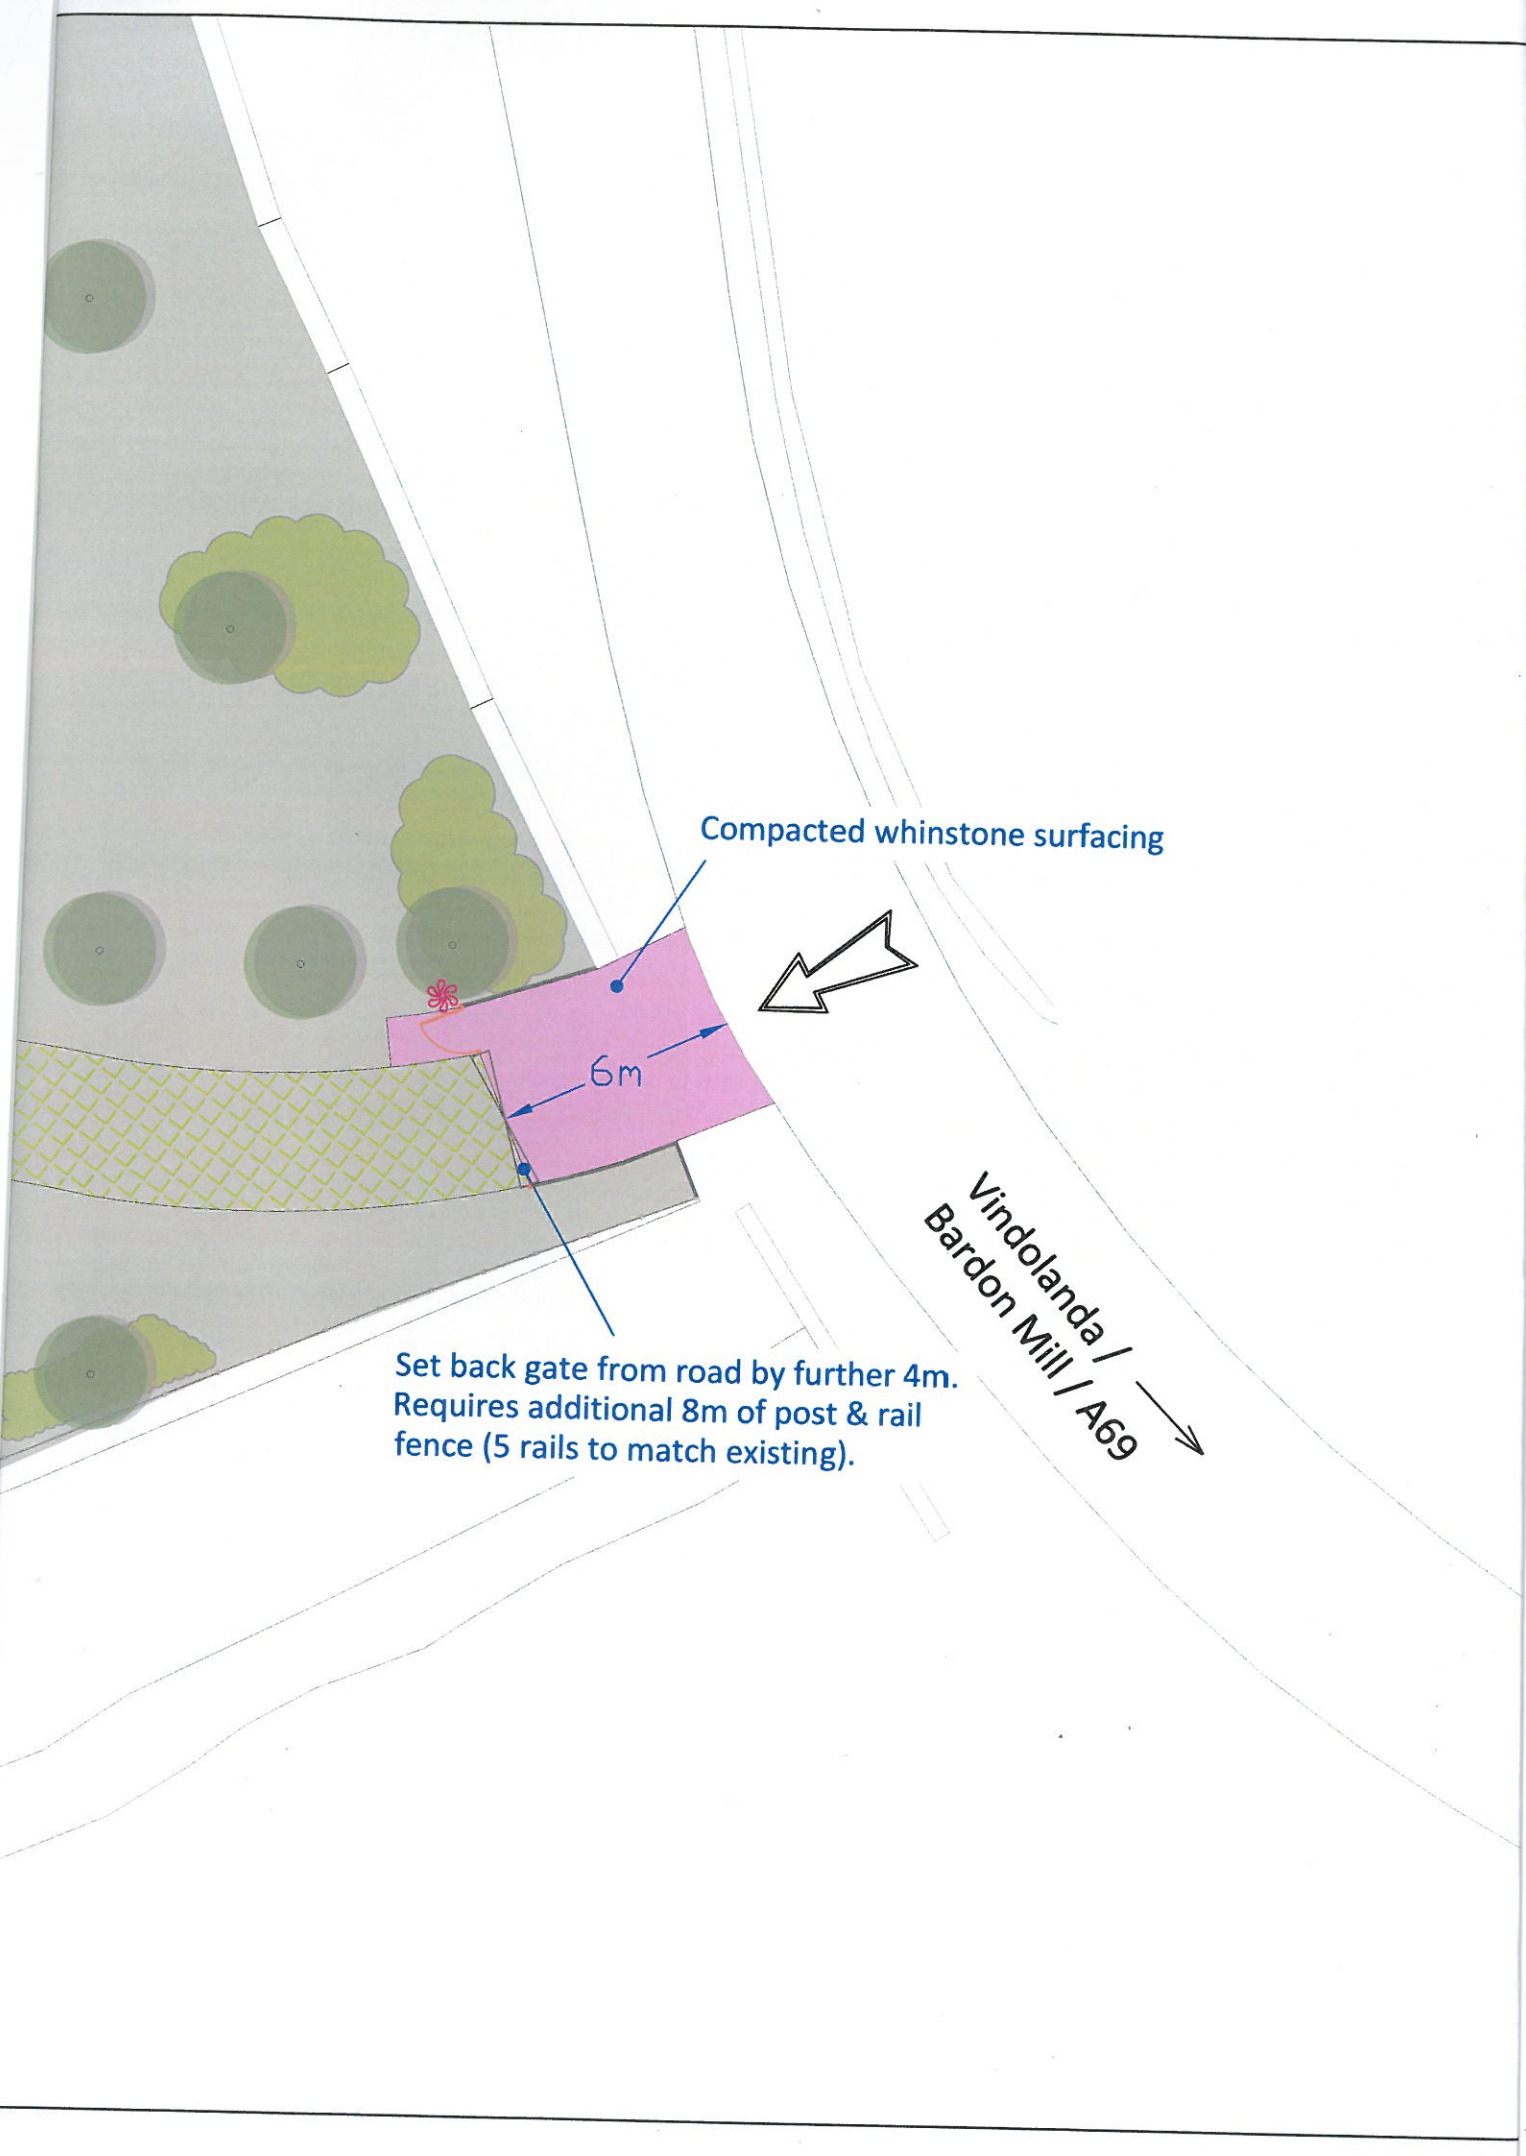 Compacted whinstone surfacing
6m
Vindolanda /
Bardon Mill / A69
Set back gate from road by further 4m.
Requires additional 8m of post & rail
fence (5 rails to match existing).